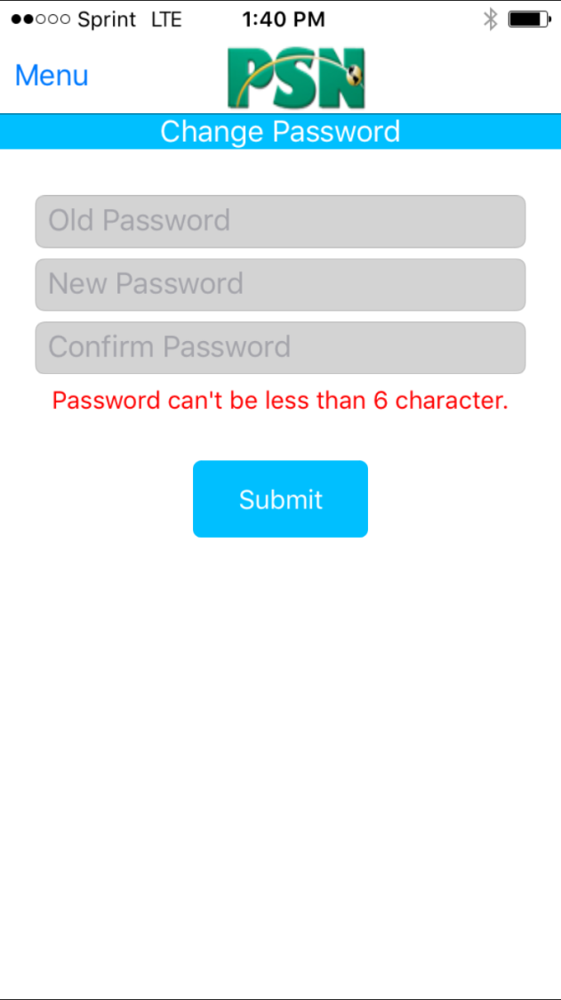 Sprint LTE 1:40 PM
Menu PSN
Change Password
Old Password
New Password
Confirm Password
Password can't be less than 6 character.
Submit